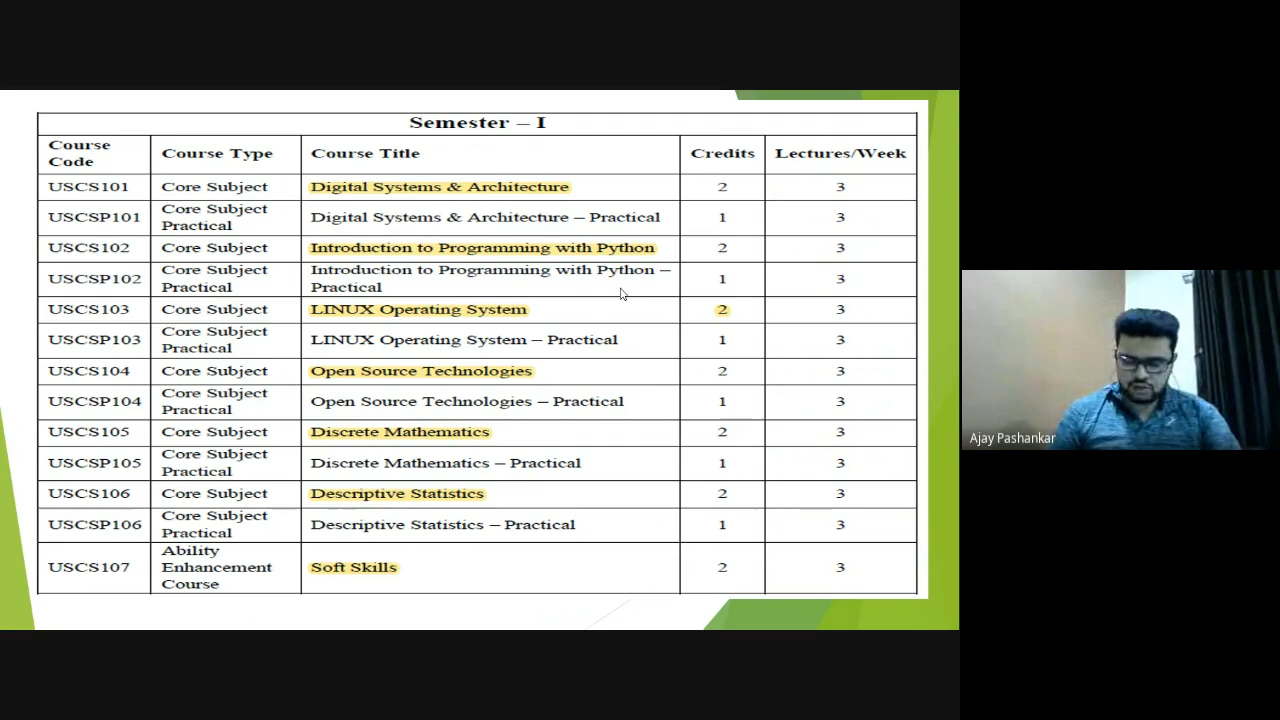 Semester – I
Course Code Course Type Course Title Credits Lectures/Week
USCS101 Core Subject Digital Systems & Architecture 2 3
USCSP101 Core Subject Practical Digital Systems & Architecture – Practical 1 3
USCS102 Core Subject Introduction to Programming with Python 2 3
USCSP102 Core Subject Practical Introduction to Programming with Python – Practical 1 3
USCS103 Core Subject LINUX Operating System 2 3
USCSP103 Core Subject Practical LINUX Operating System – Practical 1 3
USCS104 Core Subject Open Source Technologies 2 3
USCSP104 Core Subject Practical Open Source Technologies – Practical 1 3
USCS105 Core Subject Discrete Mathematics 2 3
USCSP105 Core Subject Practical Discrete Mathematics – Practical 1 3
USCS106 Core Subject Descriptive Statistics 2 3
USCSP106 Core Subject Practical Descriptive Statistics – Practical 1 3
USCS107 Ability Enhancement Course Soft Skills 2 3
Ajay Pashankar